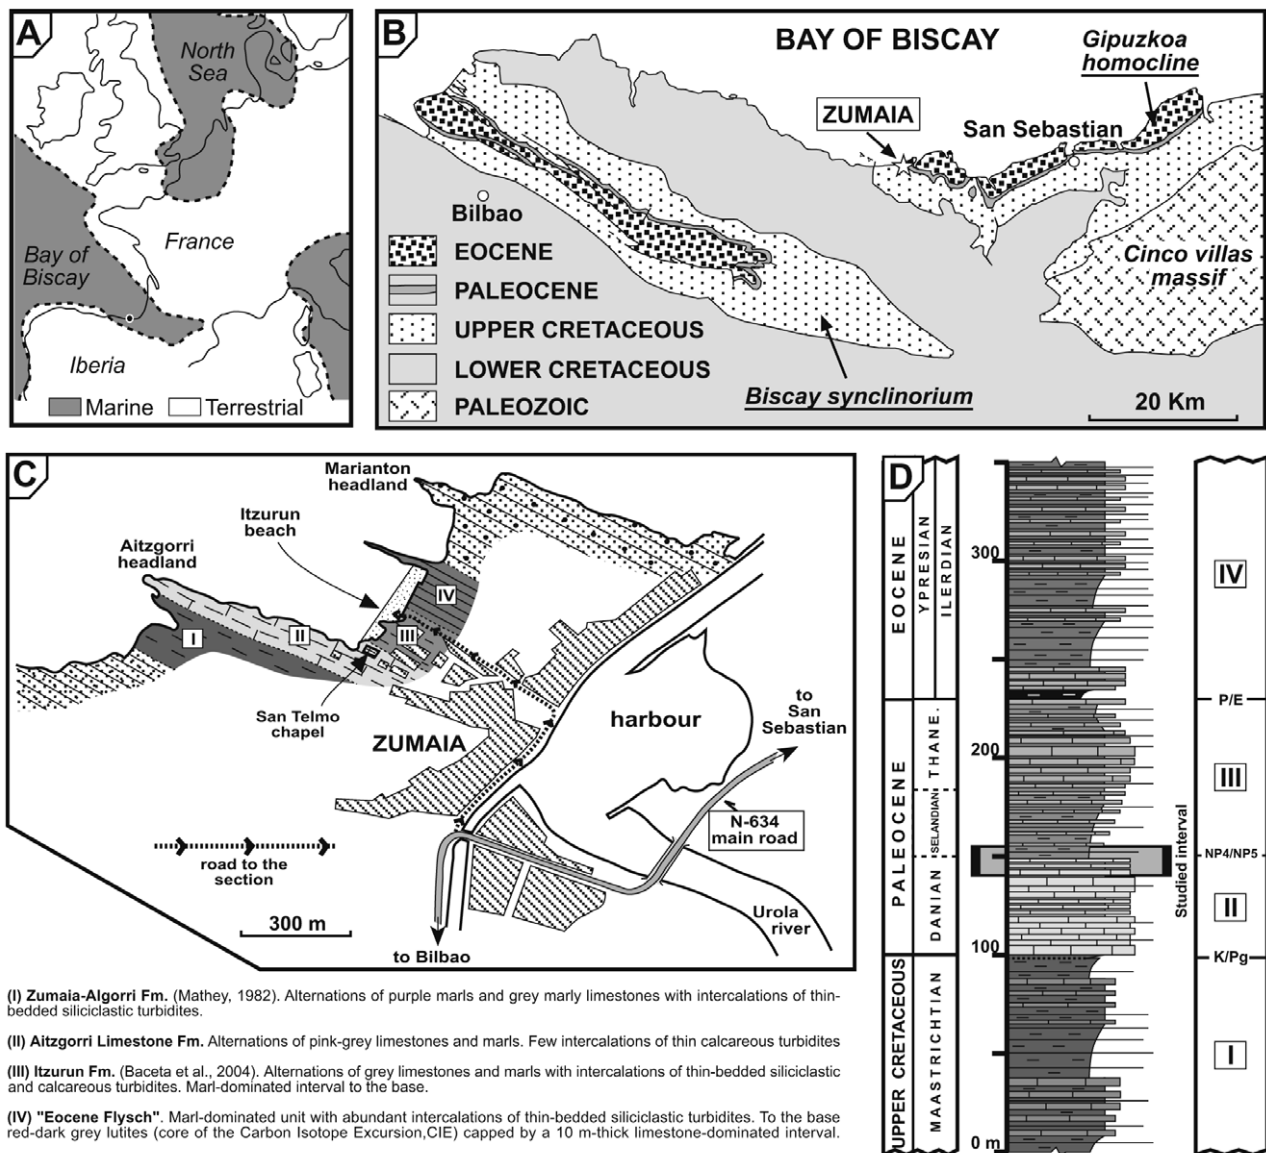 A
North
Sea
Bay of
Biscay
France
Iberia
Marine
Terrestrial
B
BAY OF BISCAY
Gipuzkoa
homocline
ZUMAIA
San Sebastian
Bilbao
EOCENE
PALEOCENE
UPPER CRETACEOUS
LOWER CRETACEOUS
PALEOZOIC
Cinco villas
massif
Biscay synclinorium
20 Km
C
Marianton
headland
Itzurun
beach
Aitzgorri
headland
I
II
III
IV
San Telmo
chapel
ZUMAIA
harbour
to
San
Sebastian
N-634
main road
road to the
section
300 m
to Bilbao
Urola
river
D
EOCENE
YPRESIAN
ILERDIAN
PALEOCENE
THANE.
SELANDIAN
DANIAN
UPPER CRETACEOUS
MAASTRICHTIAN
300
200
100
0 m
Studied interval
IV
P/E
III
NP4/NP5
II
K/Pg
I
(I) Zumaia-Algorri Fm. (Mathey, 1982). Alternations of purple marls and grey marly limestones with intercalations of thin-
bedded siliciclastic turbidites.
(II) Aitzgorri Limestone Fm. Alternations of pink-grey limestones and marls. Few intercalations of thin calcareous turbidites
(III) Itzurun Fm. (Baceta et al., 2004). Alternations of grey limestones and marls with intercalations of thin-bedded siliciclastic
and calcareous turbidites. Marl-dominated interval to the base.
(IV) "Eocene Flysch". Marl-dominated unit with abundant intercalations of thin-bedded siliciclastic turbidites. To the base
red-dark grey lutites (core of the Carbon Isotope Excursion,CIE) capped by a 10 m-thick limestone-dominated interval.